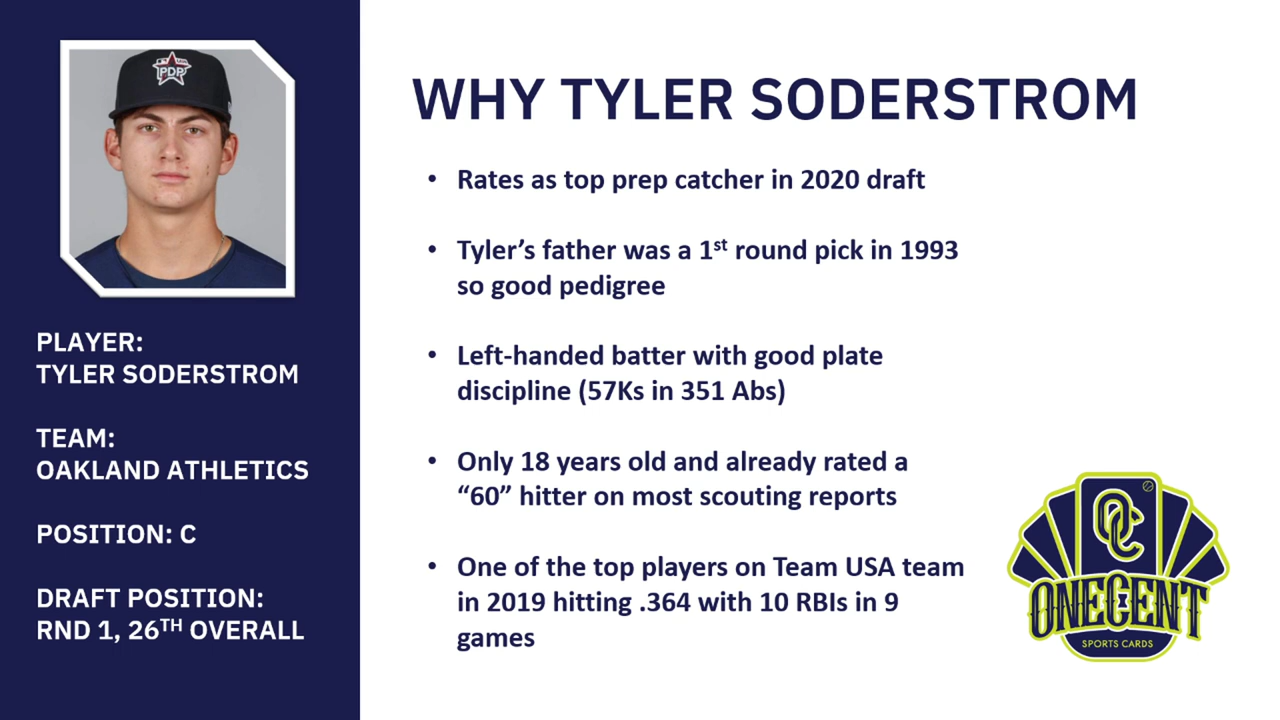 PDP
PLAYER:
TYLER SODERSTROM
TEAM:
OAKLAND ATHLETICS
POSITION: C
DRAFT POSITION:
RND 1, 26TH OVERALL
WHY TYLER SODERSTROM
• Rates as top prep catcher in 2020 draft
• Tyler’s father was a 1st round pick in 1993
so good pedigree
• Left-handed batter with good plate
discipline (57Ks in 351 Abs)
• Only 18 years old and already rated a
“60” hitter on most scouting reports
• One of the top players on Team USA team
in 2019 hitting .364 with 10 RBIs in 9
games
OC
ONECENT
SPORTS CARDS